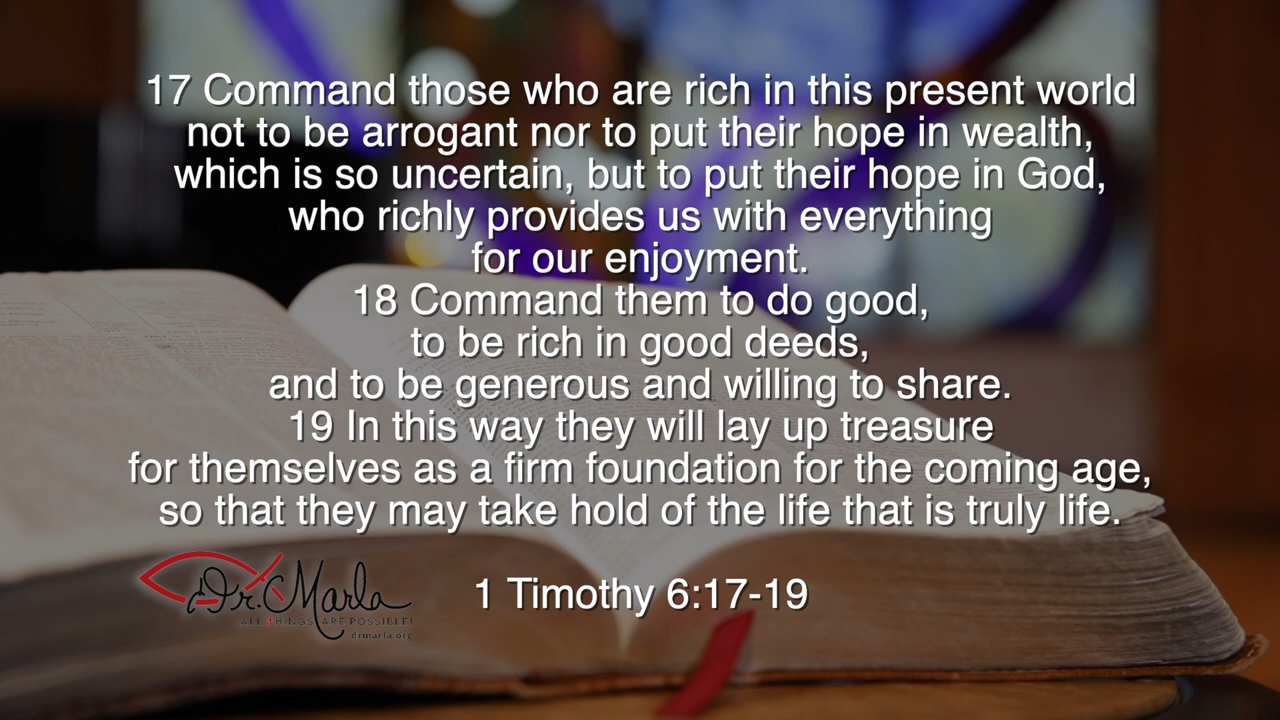 17 Command those who are rich in this present world
not to be arrogant nor to put their hope in wealth,
which is so uncertain, but to put their hope in God,
who richly provides us with everything
for our enjoyment.
18 Command them to do good,
to be rich in good deeds,
and to be generous and willing to share.
19 In this way they will lay up treasure
for themselves as a firm foundation for the coming age,
so that they may take hold of the life that is truly life.
1 Timothy 6:17-19
Dr. Marla
ALL THINGS ARE POSSIBLE!
drmarla.org